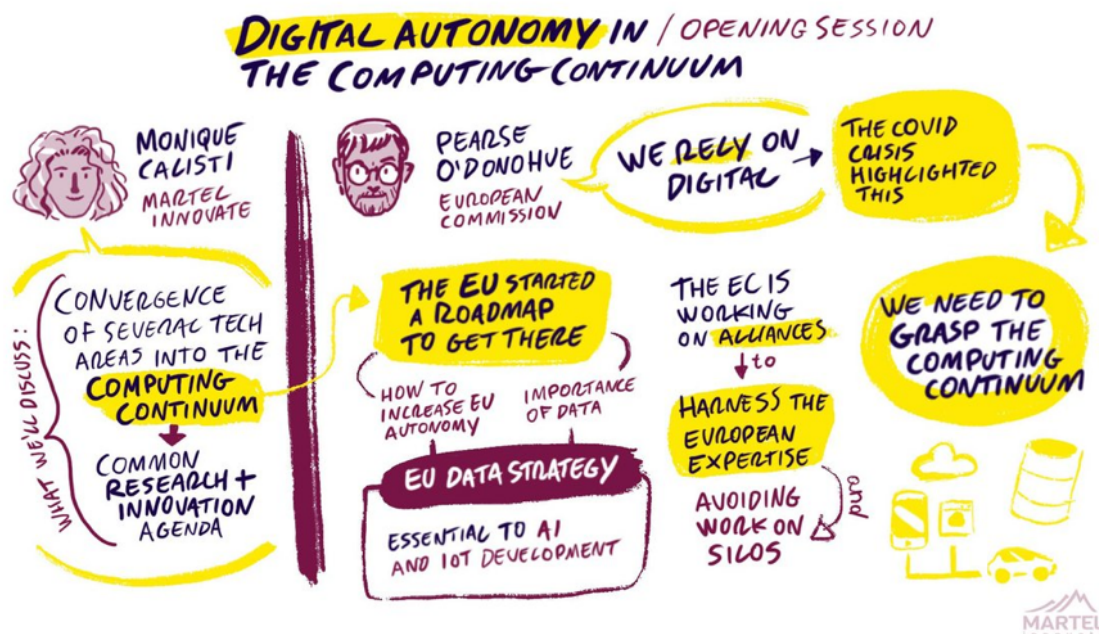 DIGITAL AUTONOMY IN / OPENING SESSION
THE COMPUTING CONTINUUM
MONIQUE
CALISTI
MARTEL
INNOVATE
WHAT WE'LL DISCUSS:
CONVERGENCE
OF SEVERAL TECH
AREAS INTO THE
COMPUTING
CONTINUUM
COMMON
RESEARCH +
INNOVATION
AGENDA
PEARSE
O'DONOHUE
EUROPEAN
COMMISSION
WE RELY ON
DIGITAL
THE COVID
CRISIS
HIGHLIGHTED
THIS
THE EU STARTED
A ROADMAP
TO GET THERE
HOW TO
INCREASE EU
AUTONOMY
IMPORTANCE
OF DATA
EU DATA STRATEGY
ESSENTIAL TO AI
AND IOT DEVELOPMENT
THE EC IS
WORKING
ON ALLIANCES
to
HARNESS THE
EUROPEAN
EXPERTISE
and
AVOIDING
WORK ON
SILOS
WE NEED TO
GRASP THE
COMPUTING
CONTINUUM
MARTEL